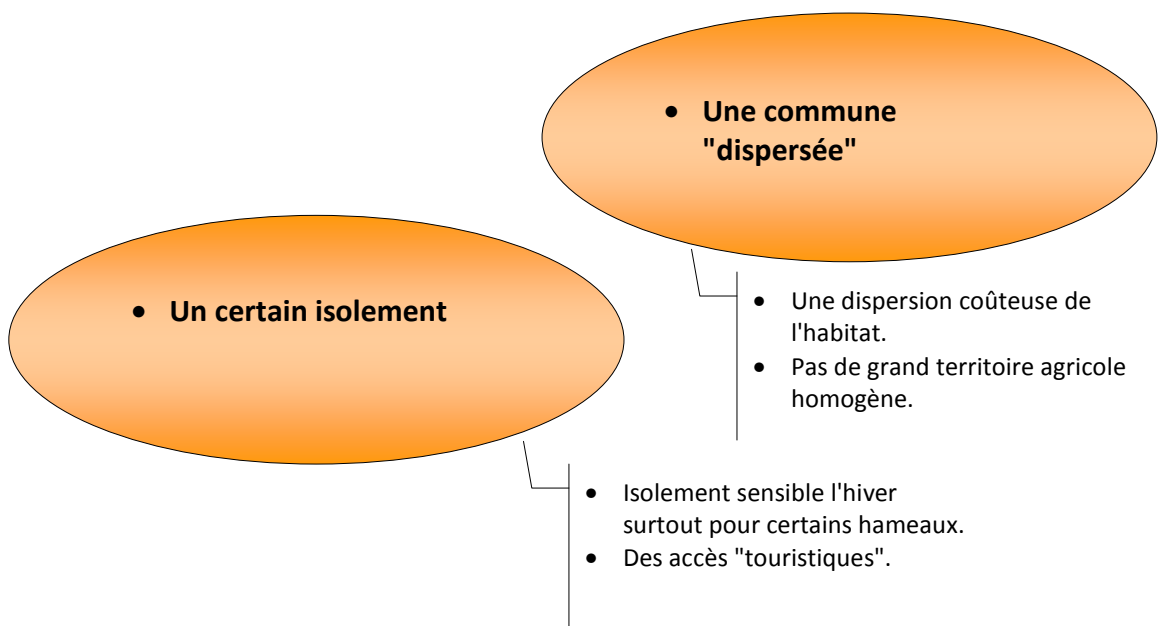 • Une commune
"dispersée"
• Un certain isolement
• Une dispersion coûteuse de
l'habitat.
• Pas de grand territoire agricole
homogène.
• Isolement sensible l'hiver
surtout pour certains hameaux.
• Des accès "touristiques".